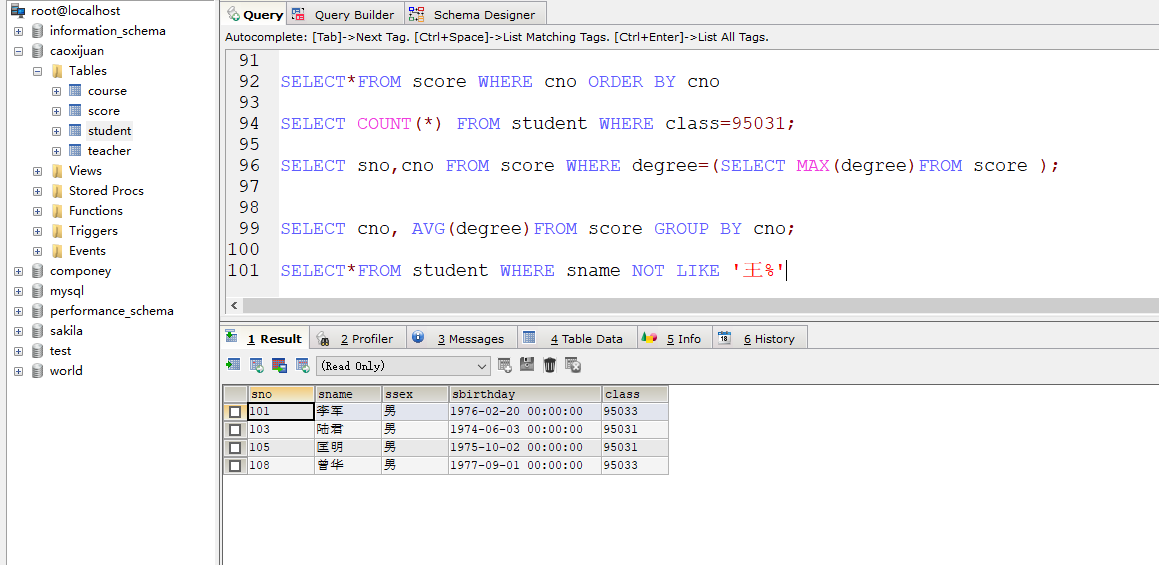 root@localhost
information_schema
caoxijuan
Tables
course
score
student
teacher
Views
Stored Procs
Functions
Triggers
Events
componey
mysql
performance_schema
sakila
test
world
Query Query Builder Schema Designer
Autocomplete: [Tab]->Next Tag. [Ctrl+Space]->List Matching Tags. [Ctrl+Enter]->List All Tags.
91
92 SELECT*FROM score WHERE cno ORDER BY cno
93
94 SELECT COUNT(*) FROM student WHERE class=95031;
95
96 SELECT sno,cno FROM score WHERE degree=(SELECT MAX(degree)FROM score );
97
98
99 SELECT cno, AVG(degree)FROM score GROUP BY cno;
100
101 SELECT*FROM student WHERE sname NOT LIKE '王%'
1 Result 2 Profiler 3 Messages 4 Table Data 5 Info 18 6 History
(Read Only)
sno sname ssex sbirthday class
101 李军 男 1976-02-20 00:00:00 95033
103 陆君 男 1974-06-03 00:00:00 95031
105 匡明 男 1975-10-02 00:00:00 95031
108 曾华 男 1977-09-01 00:00:00 95033